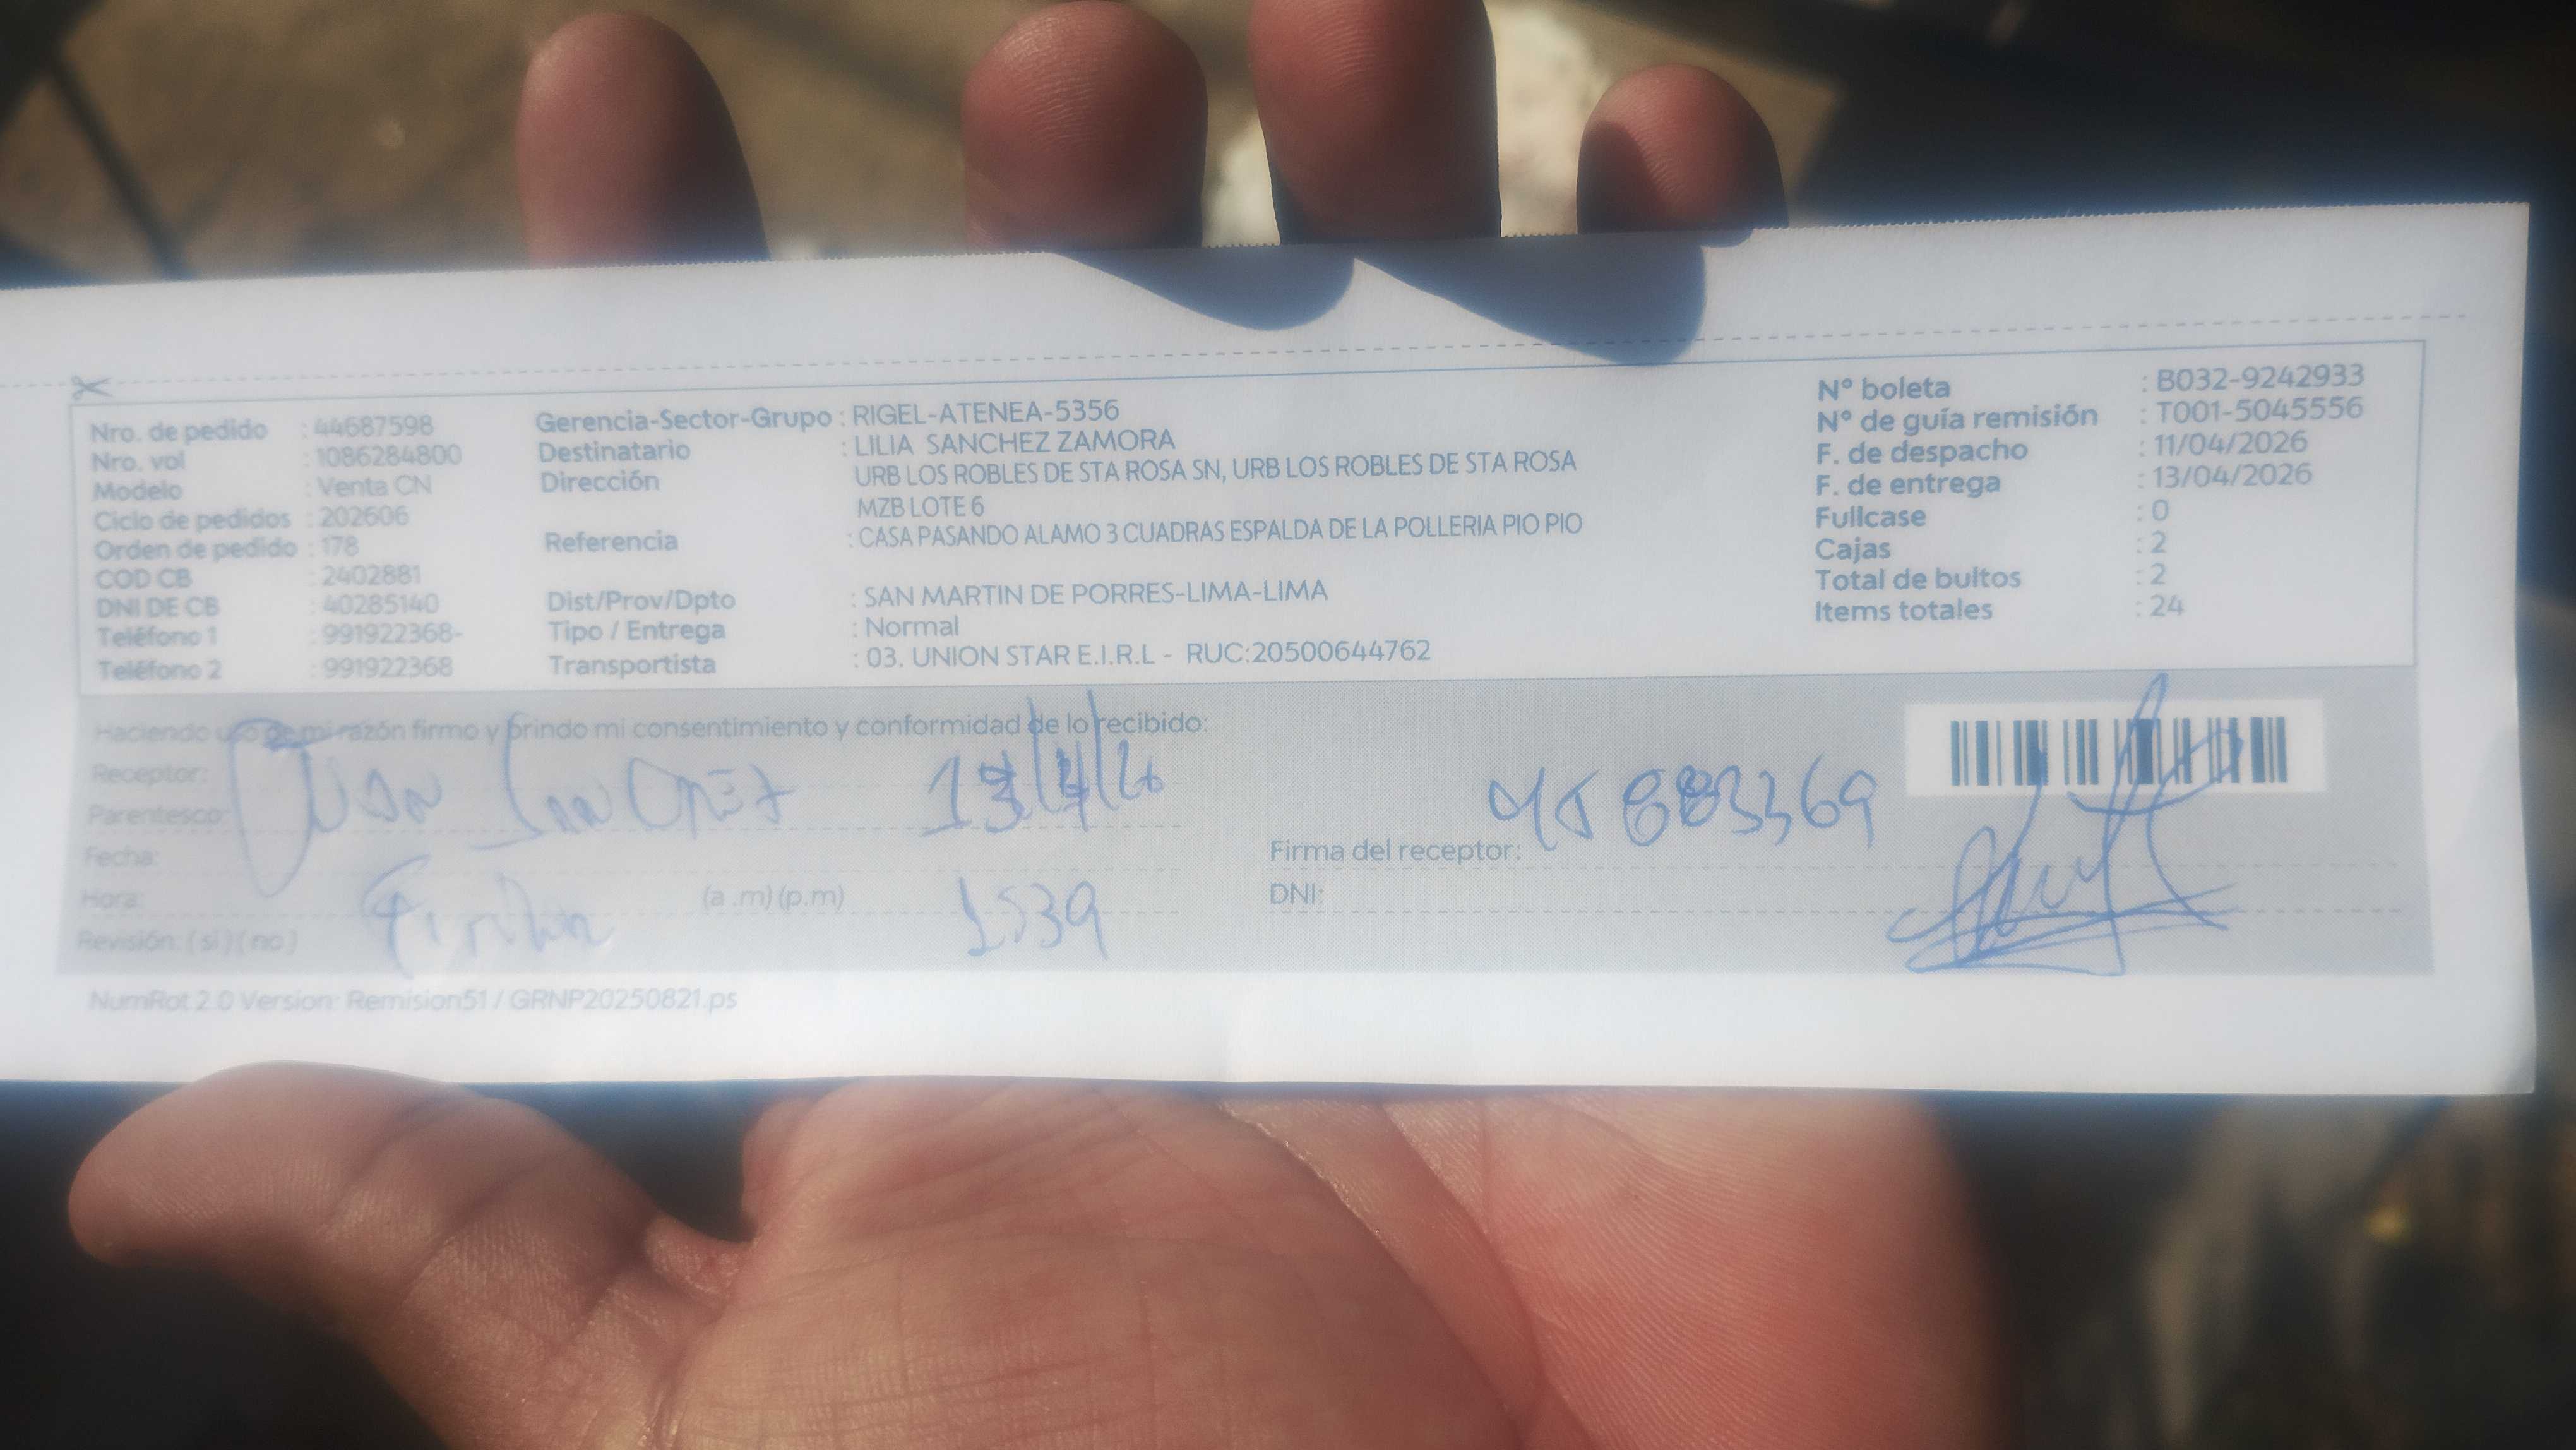 Nro. de pedido : 44687598
Nro. vol : 1086284800
Modelo : Venta CN
Ciclo de pedidos : 202606
Orden de pedido : 178
COD CB : 2402881
DNI DE CB : 40285140
Teléfono 1 : 991922368-
Teléfono 2 : 991922368
Gerencia-Sector-Grupo : RIGEL-ATENEA-5356
Destinatario : LILIA SANCHEZ ZAMORA
Dirección URB LOS ROBLES DE STA ROSA SN, URB LOS ROBLES DE STA ROSA
MZB LOTE 6
Referencia : CASA PASANDO ALAMO 3 CUADRAS ESPALDA DE LA POLLERIA PIO PIO
Dist/Prov/Dpto : SAN MARTIN DE PORRES-LIMA-LIMA
Tipo / Entrega : Normal
Transportista : 03. UNION STAR E.I.R.L - RUC:20500644762
N° boleta : B032-9242933
N° de guía remisión : T001-5045556
F. de despacho : 11/04/2026
F. de entrega : 13/04/2026
Fullcase : 0
Cajas : 2
Total de bultos : 2
Items totales : 24
Haciendo uso de mi razón firmo y brindo mi consentimiento y conformidad de lo recibido:
Receptor: Juan 13/4/26
Parentesco:
Fecha:
Hora: (a .m) (p.m) 1539
Revisión: ( si ) ( no )
Firma del receptor:
DNI:
NumRot 2.0 Version: Remision51 / GRNP20250821.ps